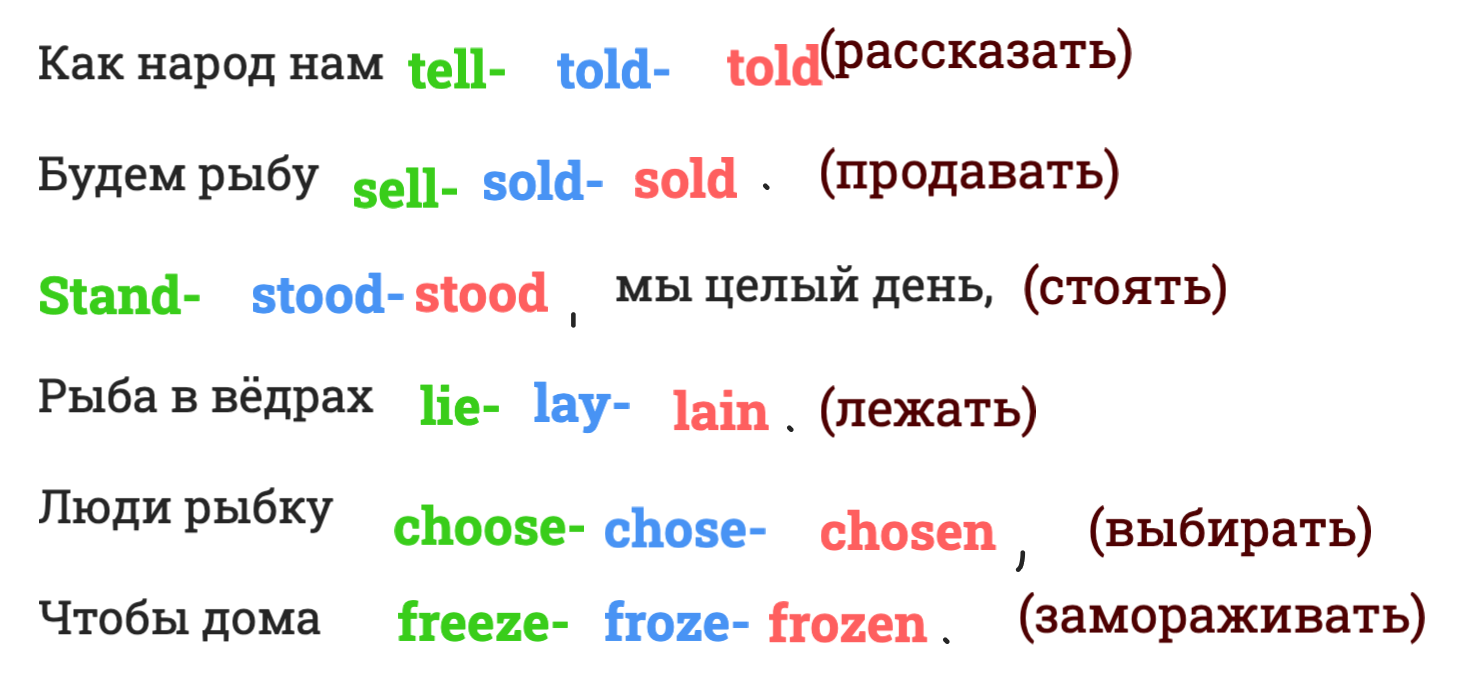 Как народ нам tell- told- told (рассказать)
Будем рыбу sell- sold- sold . (продавать)
Stand- stood- stood , мы целый день, (стоять)
Рыба в вёдрах lie- lay- lain . (лежать)
Люди рыбку choose- chose- chosen , (выбирать)
Чтобы дома freeze- froze- frozen . (замораживать)